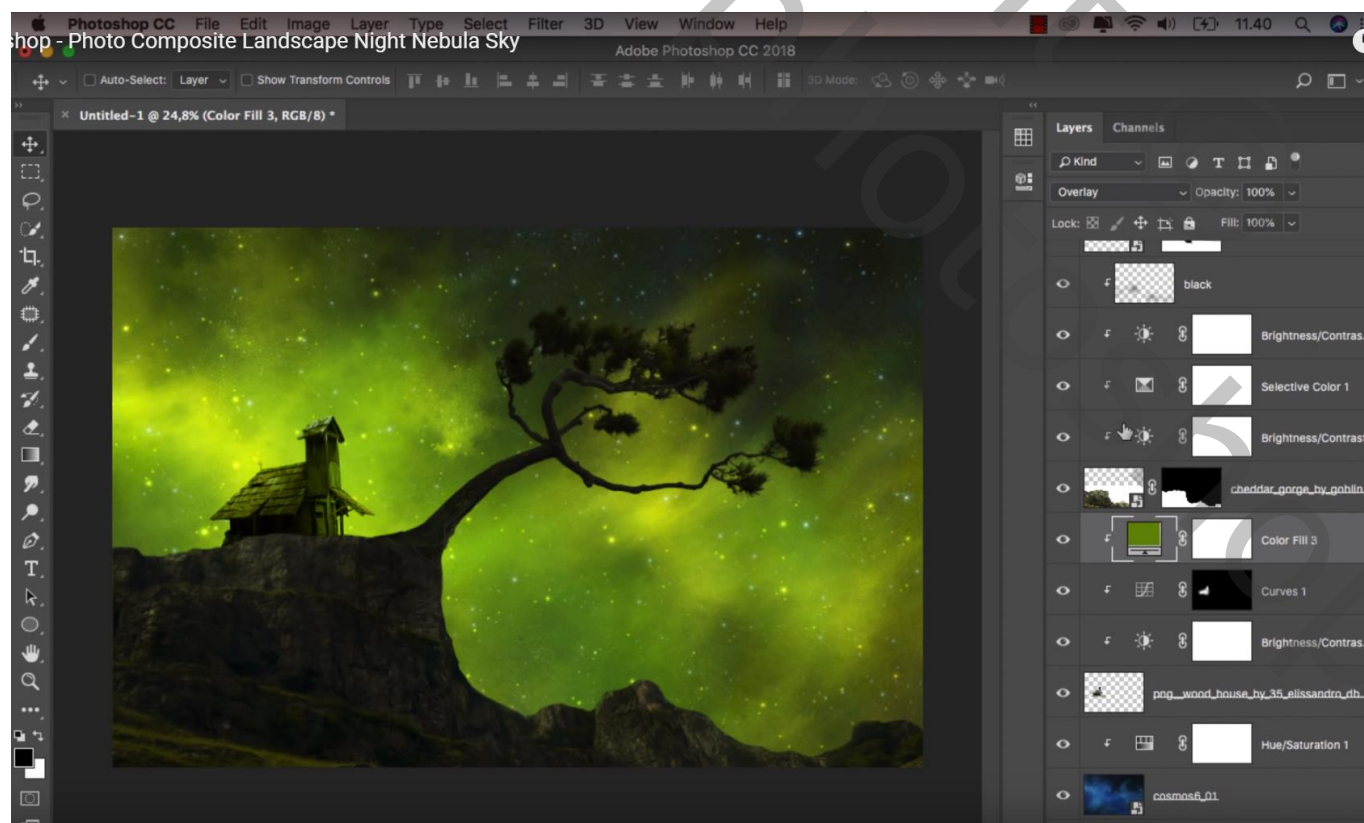 Photoshop CC File Edit Image Layer Type Select Filter 3D View Window Help 11.40
hop - Photo Composite Landscape Night Nebula Sky
Adobe Photoshop CC 2018
Auto-Select: Layer Show Transform Controls 3D Mode:
× Untitled-1 @ 24,8% (Color Fill 3, RGB/8) *
Layers Channels
Kind
Overlay Opacity: 100%
Lock: Fill: 100%
black
Brightness/Contras
Selective Color 1
Brightness/Contras
cheddar_gorge_by_goblin
Color Fill 3
Curves 1
Brightness/Contras
png__wood_house_by_35_elissandro_db
Hue/Saturation 1
cosmos6_01